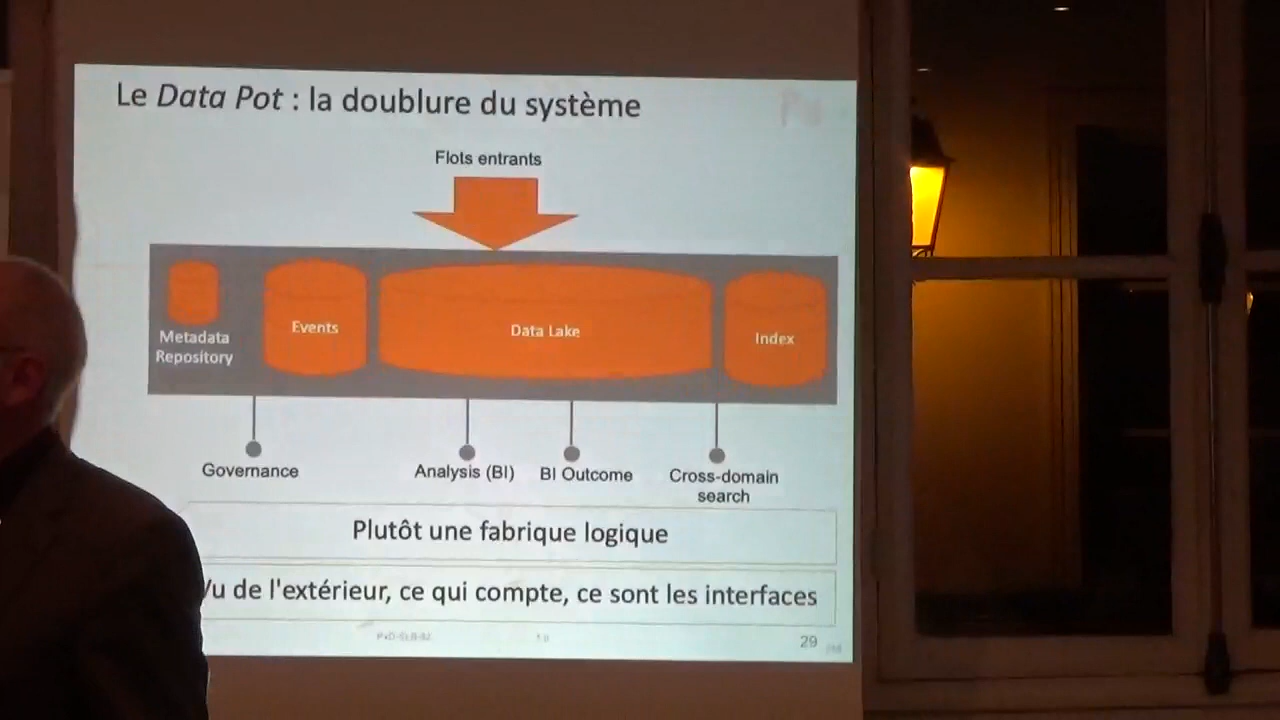 Le Data Pot : la doublure du système
Flots entrants
Metadata
Repository
Events
Data Lake
Index
Governance
Analysis (BI)
BI Outcome
Cross-domain
search
Plutôt une fabrique logique
Vu de l'extérieur, ce qui compte, ce sont les interfaces
29